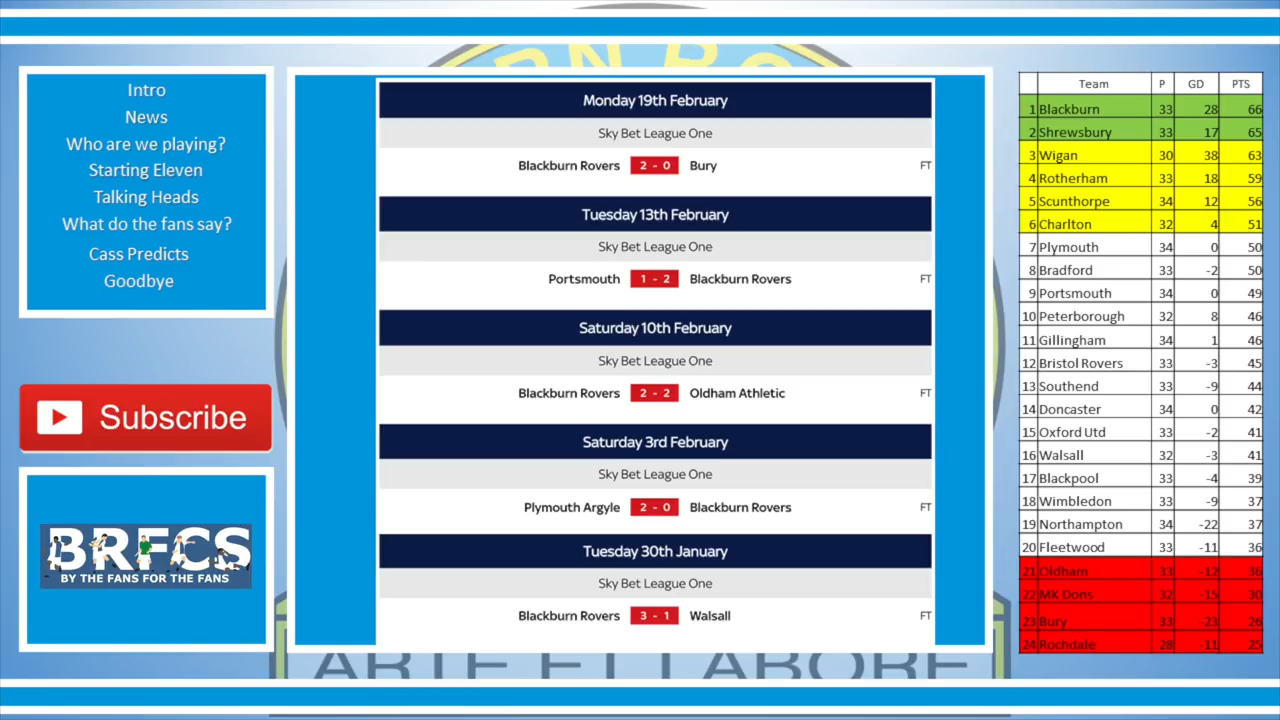 Intro
News
Who are we playing?
Starting Eleven
Talking Heads
What do the fans say?
Cass Predicts
Goodbye
Subscribe
BRFCS
BY THE FANS FOR THE FANS
Monday 19th February
Sky Bet League One
Blackburn Rovers 2 - 0 Bury FT
Tuesday 13th February
Sky Bet League One
Portsmouth 1 - 2 Blackburn Rovers FT
Saturday 10th February
Sky Bet League One
Blackburn Rovers 2 - 2 Oldham Athletic FT
Saturday 3rd February
Sky Bet League One
Plymouth Argyle 2 - 0 Blackburn Rovers FT
Tuesday 30th January
Sky Bet League One
Blackburn Rovers 3 - 1 Walsall FT
ARTE ET LABORE
Team P GD PTS
1 Blackburn 33 28 66
2 Shrewsbury 33 17 65
3 Wigan 30 38 63
4 Rotherham 33 18 59
5 Scunthorpe 34 12 56
6 Charlton 32 4 51
7 Plymouth 34 0 50
8 Bradford 33 -2 50
9 Portsmouth 34 0 49
10 Peterborough 32 8 46
11 Gillingham 34 1 46
12 Bristol Rovers 33 -3 45
13 Southend 33 -9 44
14 Doncaster 34 0 42
15 Oxford Utd 33 -2 41
16 Walsall 32 -3 41
17 Blackpool 33 -4 39
18 Wimbledon 33 -9 37
19 Northampton 34 -22 37
20 Fleetwood 33 -11 36
21 Oldham 33 -12 36
22 MK Dons 32 -15 30
23 Bury 33 -23 26
24 Rochdale 28 -11 25